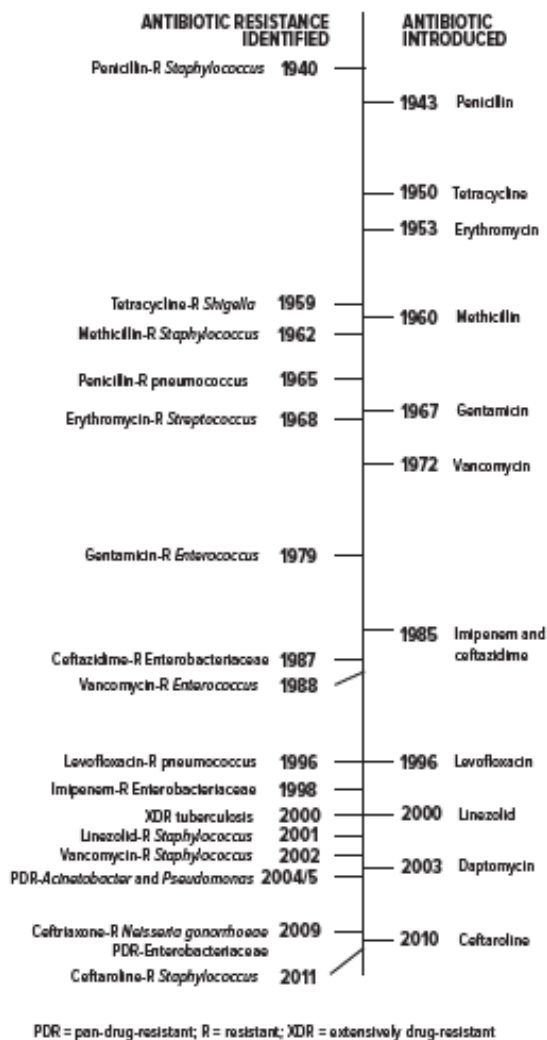 ANTIBIOTIC RESISTANCE
IDENTIFIED
ANTIBIOTIC
INTRODUCED
Penicillin-R Staphylococcus 1940
1943 Penicillin
1950 Tetracycline
1953 Erythromycin
Tetracycline-R Shigella 1959
1960 Methicillin
Methicillin-R Staphylococcus 1962
Penicillin-R pneumococcus 1965
1967 Gentamicin
Erythromycin-R Streptococcus 1968
1972 Vancomycin
Gentamicin-R Enterococcus 1979
1985 Imipenem and
ceftazidime
Ceftazidime-R Enterobacteriaceae 1987
Vancomycin-R Enterococcus 1988
Levofloxacin-R pneumococcus 1996
1996 Levofloxacin
Imipenem-R Enterobacteriaceae 1998
XDR tuberculosis 2000
2000 Linezolid
Linezolid-R Staphylococcus 2001
Vancomycin-R Staphylococcus 2002
2003 Daptomycin
PDR-Acinetobacter and Pseudomonas 2004/5
Ceftriaxone-R Neisseria gonorrhoeae 2009
PDR-Enterobacteriaceae
2010 Ceftaroline
Ceftaroline-R Staphylococcus 2011
PDR = pan-drug-resistant; R = resistant; XDR = extensively drug-resistant